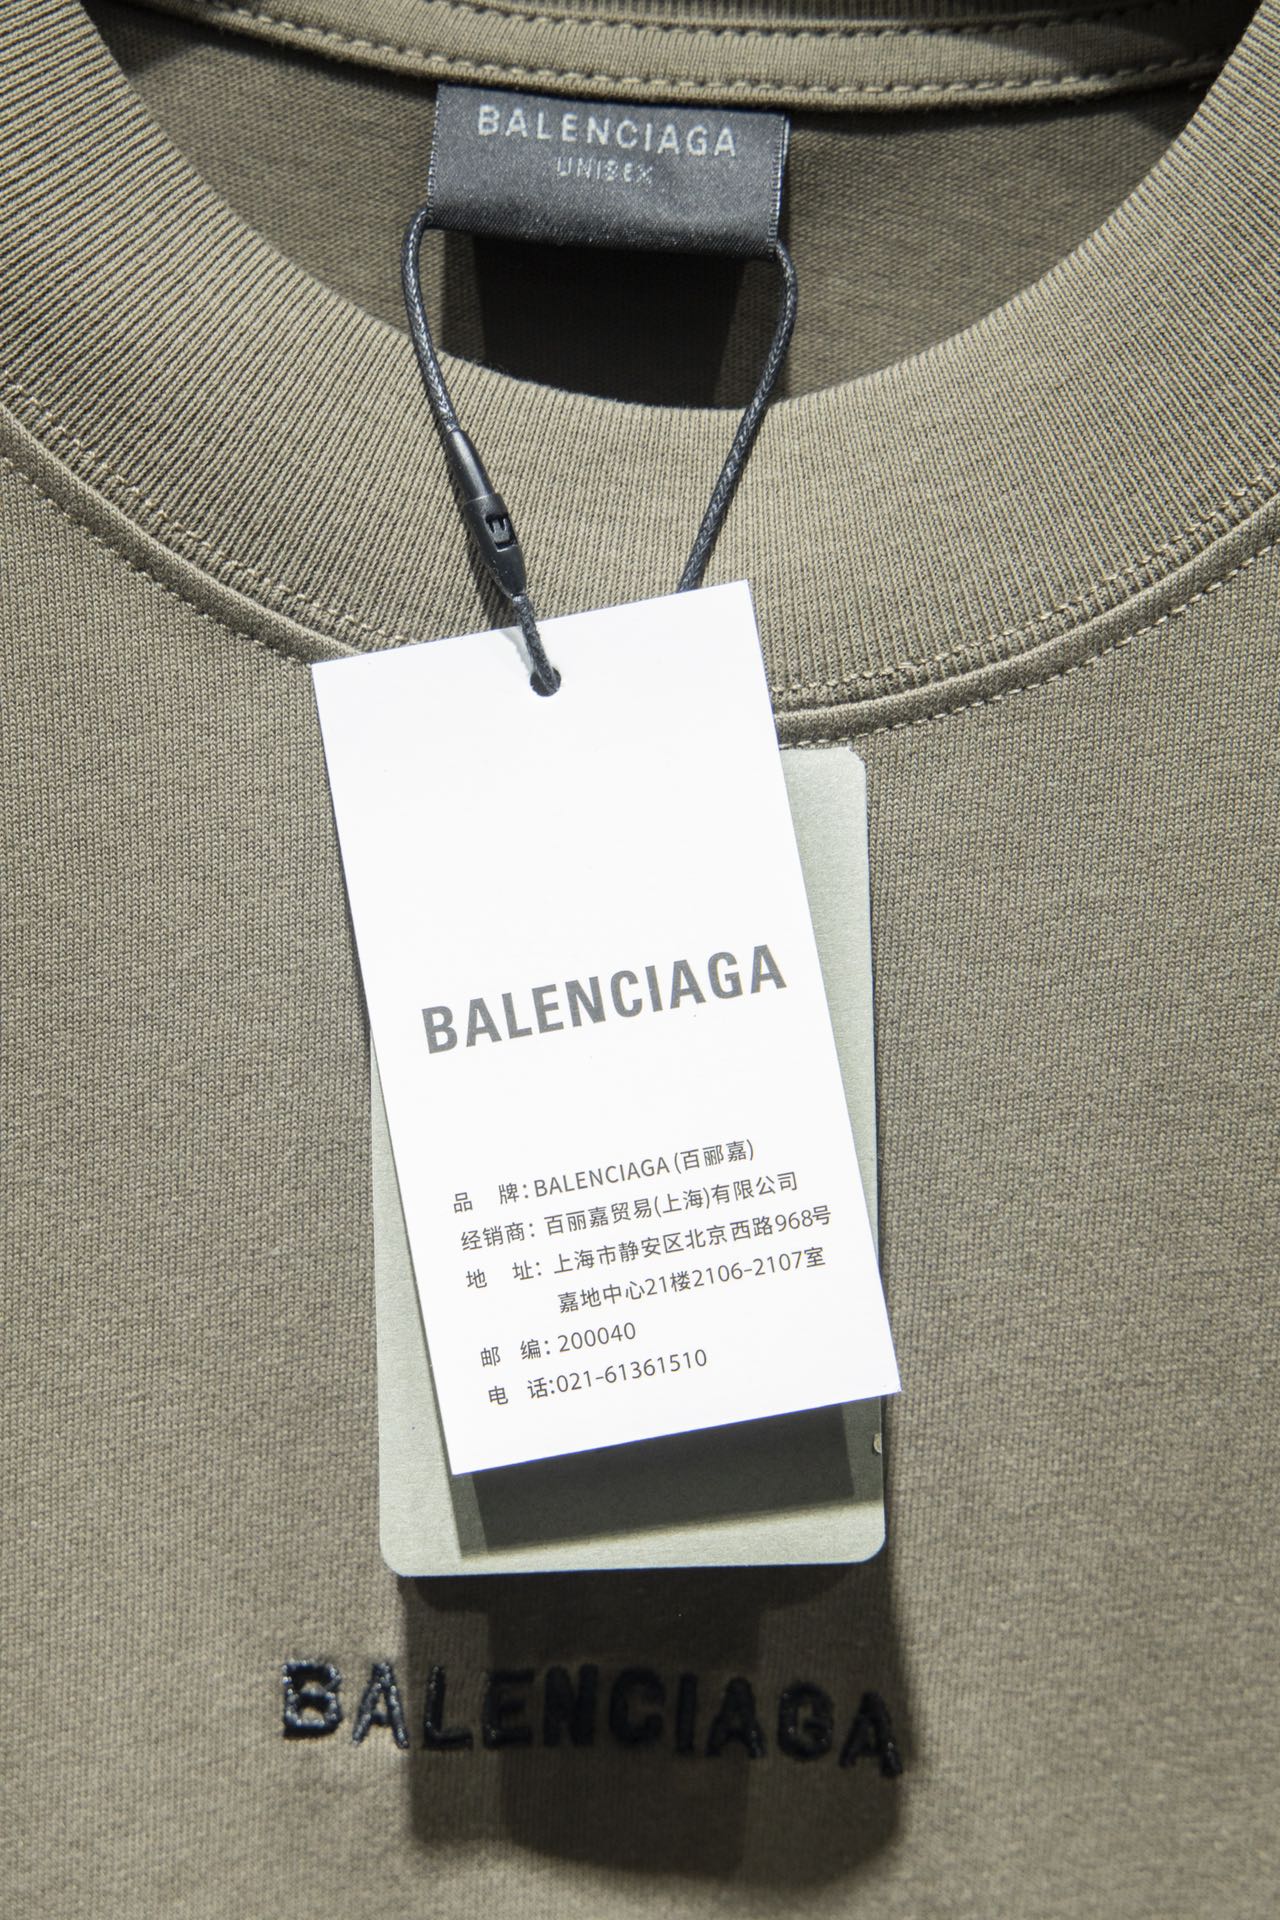 BALENCIAGA
UNISEX
BALENCIAGA
品 牌：BALENCIAGA (百郦嘉)
经销商：百丽嘉贸易(上海)有限公司
地 址：上海市静安区北京西路968号
嘉地中心21楼2106-2107室
邮 编：200040
电 话:021-61361510
BALENCIAGA